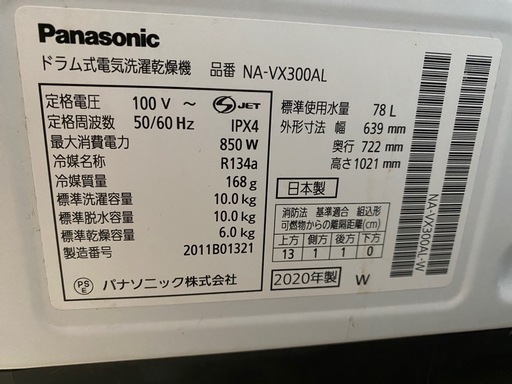 Panasonic
ドラム式電気洗濯乾燥機 品番 NA-VX300AL
定格電圧 100 V ～
定格周波数 50/60 Hz
最大消費電力 850 W
冷媒名称 R134a
冷媒質量 168 g
標準洗濯容量 10.0 kg
標準脱水容量 10.0 kg
標準乾燥容量 6.0 kg
製造番号 2011B01321
JET
IPX4
PS
E
パナソニック株式会社
標準使用水量 78 L
外形寸法 幅 639 mm
奥行 722 mm
高さ 1021 mm
日本製
消防法 基準適合 組込形
可燃物からの離隔距離(cm)
上方 側方 後方 下方
13 1 1 0
2020年製 W
NA-VX300AL-W